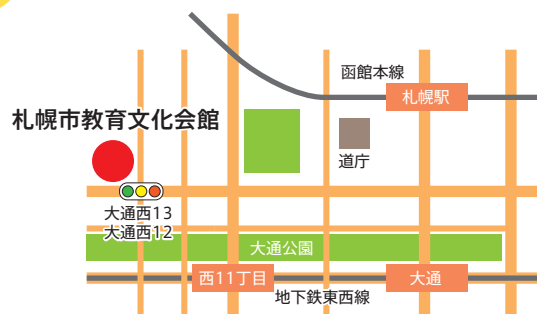 函館本線
札幌駅
札幌市教育文化会館
道庁
大通西13
大通西12
大通公園
西11丁目
大通
地下鉄東西線